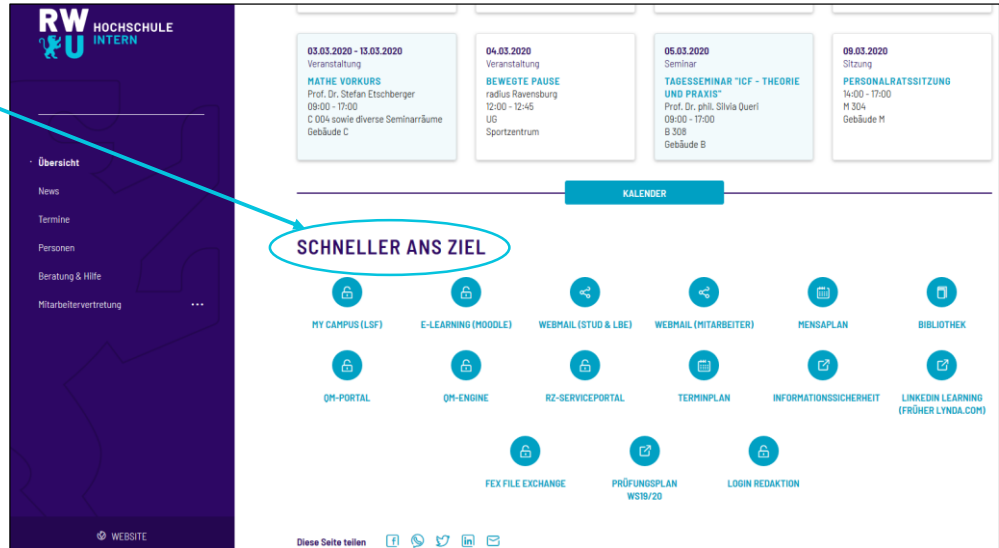 RW
U
HOCHSCHULE
INTERN
Übersicht
News
Termine
Personen
Beratung & Hilfe
Mitarbeitervertretung ...
WEBSITE
03.03.2020 - 13.03.2020
Veranstaltung
MATHE VORKURS
Prof. Dr. Stefan Etschberger
09:00 - 17:00
C 004 sowie diverse Seminarräume
Gebäude C
04.03.2020
Veranstaltung
BEWEGTE PAUSE
radius Ravensburg
12:00 - 12:45
UG
Sportzentrum
05.03.2020
Seminar
TAGESSEMINAR "ICF - THEORIE
UND PRAXIS"
Prof. Dr. phil. Silvia Queri
09:00 - 17:00
B 308
Gebäude B
09.03.2020
Sitzung
PERSONALRATSSITZUNG
14:00 - 17:00
M 304
Gebäude M
KALENDER
SCHNELLER ANS ZIEL
MY CAMPUS (LSF)
E-LEARNING (MOODLE)
WEBMAIL (STUD & LBE)
WEBMAIL (MITARBEITER)
MENSAPLAN
BIBLIOTHEK
QM-PORTAL
QM-ENGINE
RZ-SERVICEPORTAL
TERMINPLAN
INFORMATIONSSICHERHEIT
LINKEDIN LEARNING
(FRÜHER LYNDA.COM)
FEX FILE EXCHANGE
PRÜFUNGSPLAN
WS19/20
LOGIN REDAKTION
Diese Seite teilen